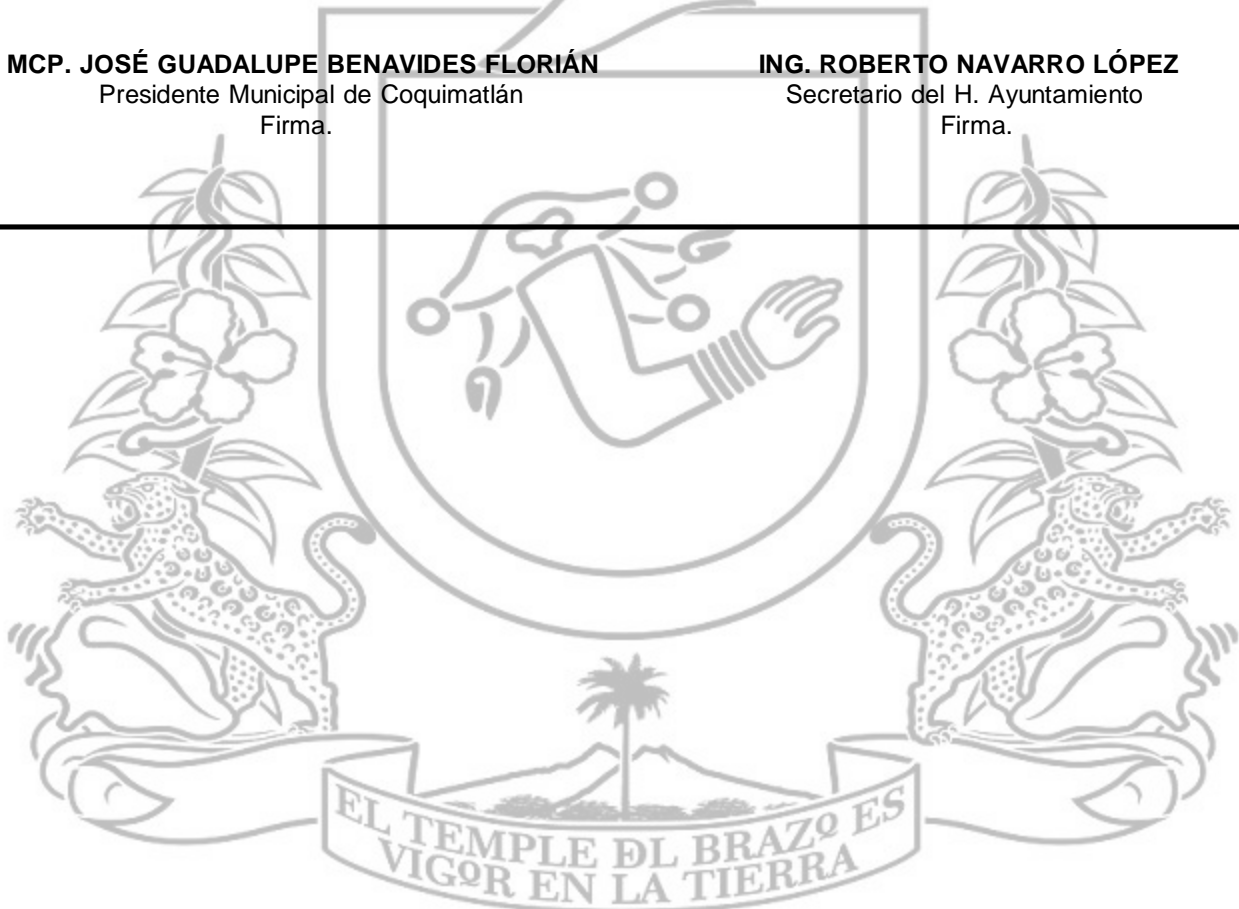 MCP. JOSÉ GUADALUPE BENAVIDES FLORIÁN
Presidente Municipal de Coquimatlán
Firma.
ING. ROBERTO NAVARRO LÓPEZ
Secretario del H. Ayuntamiento
Firma.
EL TEMPLE DL BRAZO ES
VIGOR EN LA TIERRA